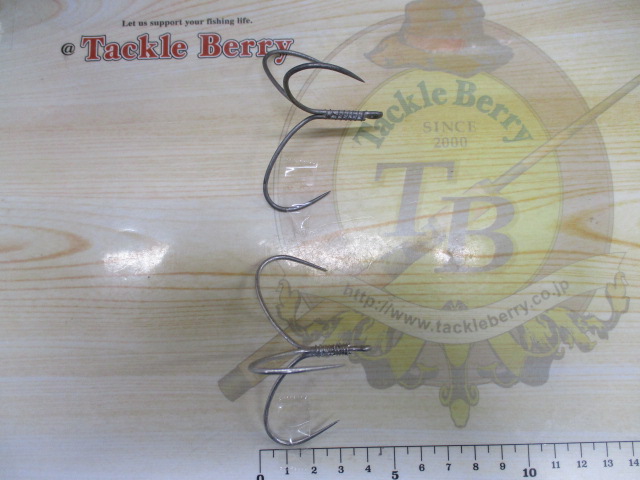 Let us support your fishing life.
@ Tackle Berry
Tackle Berry
SINCE
2000
TB
http://www.tackleberry.co.jp
0 1 2 3 4 5 6 7 8 9 10 11 12 13 14